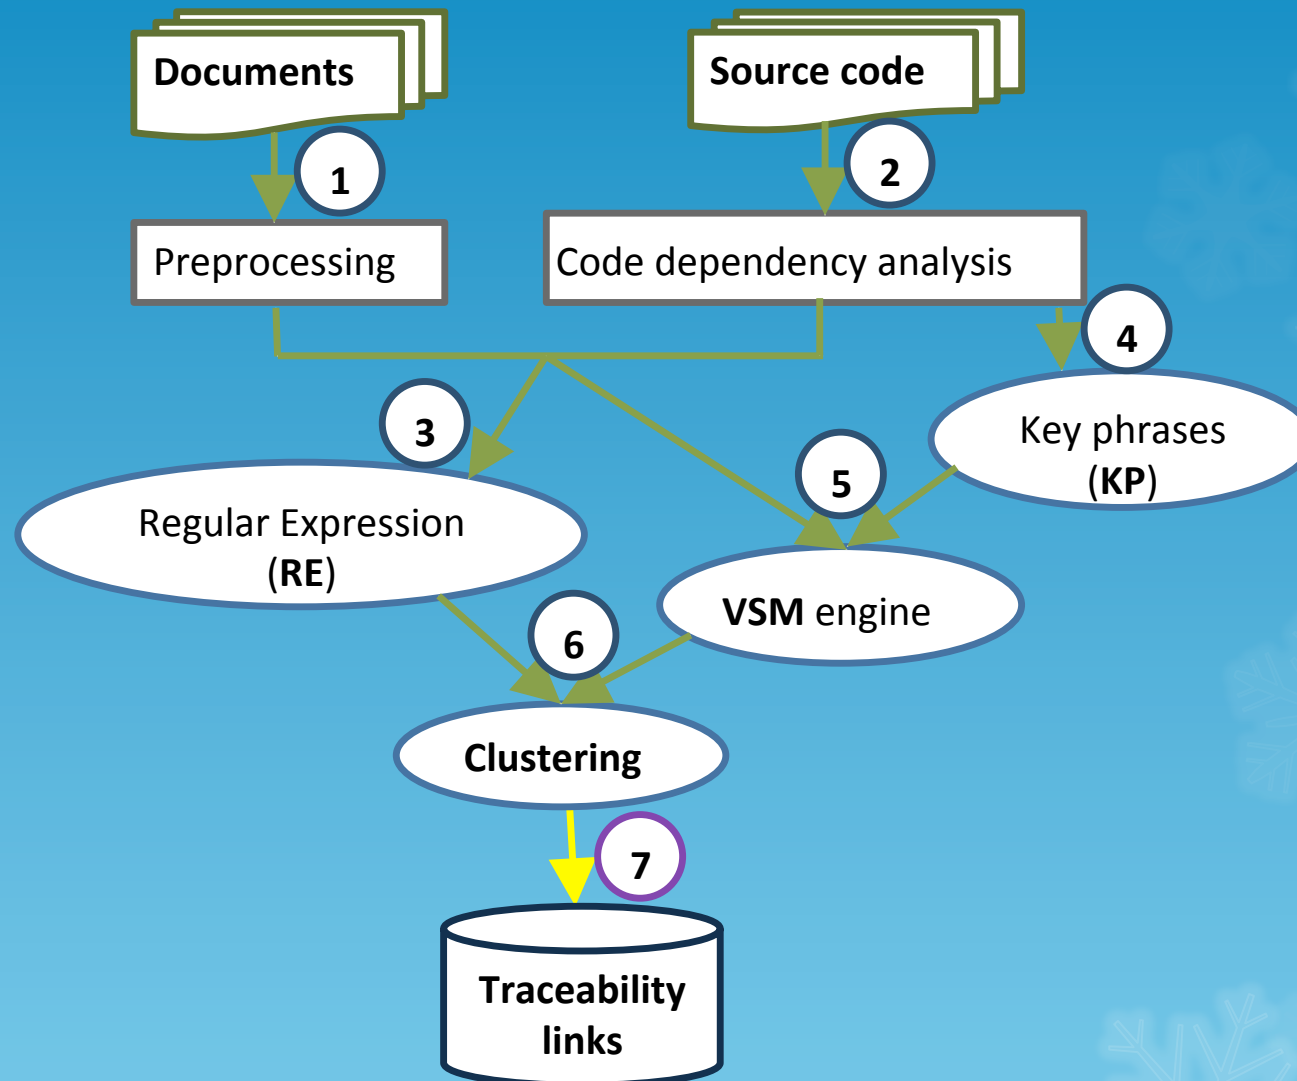 Documents
Source code
1
2
Preprocessing
Code dependency analysis
4
3
Key phrases
(KP)
5
Regular Expression
(RE)
VSM engine
6
Clustering
7
Traceability
links